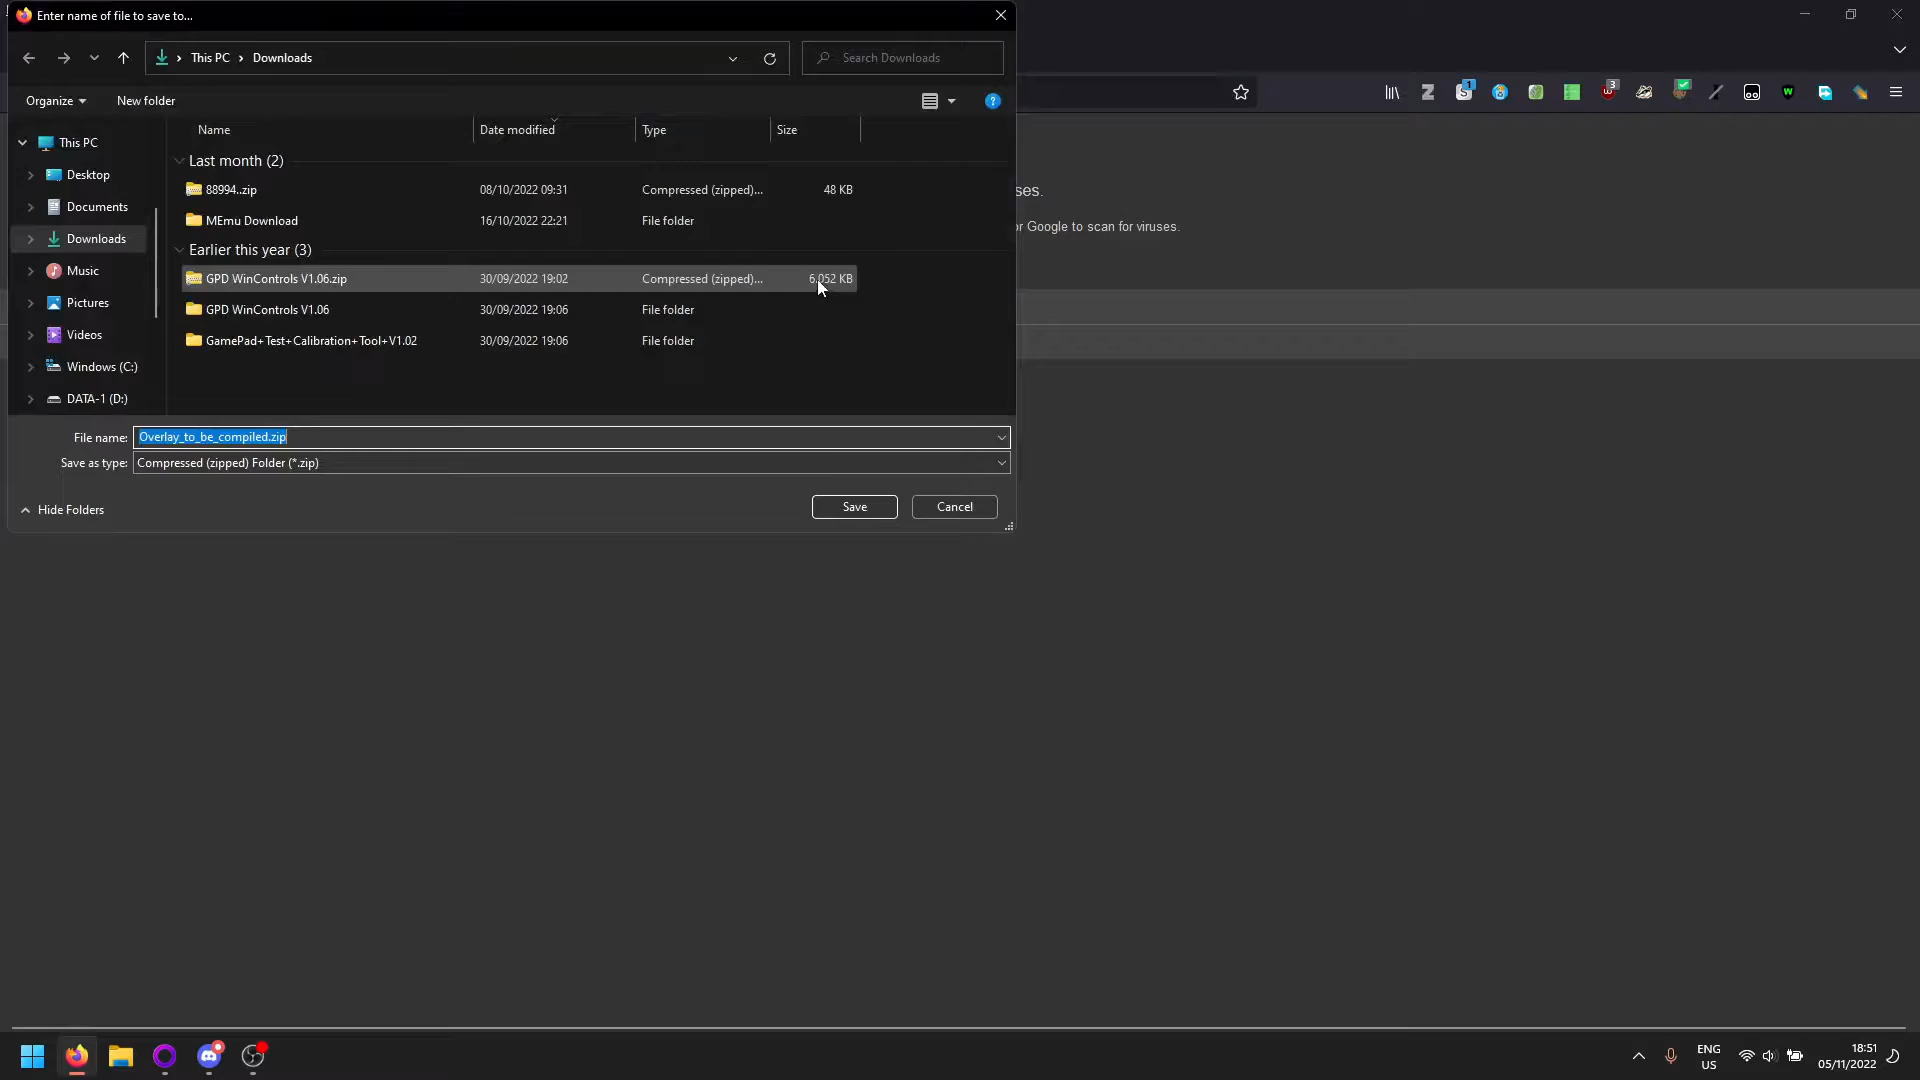 Enter name of file to save to...
This PC > Downloads
Search Downloads
Organize
New folder
?
Name
Date modified
Type
Size
This PC
Desktop
Documents
Downloads
Music
Pictures
Videos
Windows (C:)
DATA-1 (D:)
Last month (2)
88994..zip 08/10/2022 09:31 Compressed (zipped)... 48 KB
MEmu Download 16/10/2022 22:21 File folder
Earlier this year (3)
GPD WinControls V1.06.zip 30/09/2022 19:02 Compressed (zipped)... 6,052 KB
GPD WinControls V1.06 30/09/2022 19:06 File folder
GamePad+Test+Calibration+Tool+V1.02 30/09/2022 19:06 File folder
File name: Overlay_to_be_compiled.zip
Save as type: Compressed (zipped) Folder (*.zip)
Hide Folders
Save
Cancel
Z
S
1
3
W
ses.
or Google to scan for viruses.
ENG
US
18:51
05/11/2022